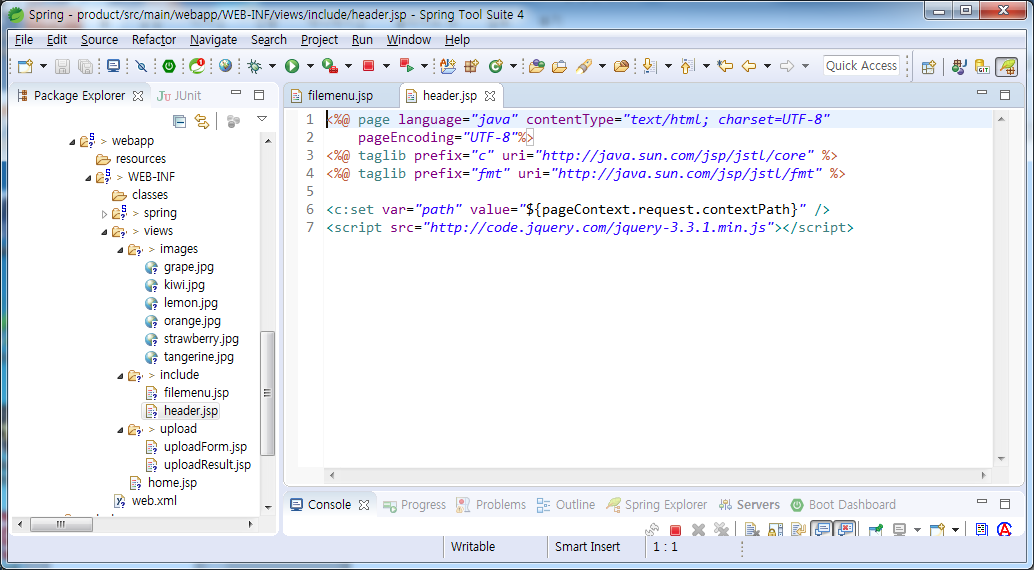 Spring - product/src/main/webapp/WEB-INF/views/include/header.jsp - Spring Tool Suite 4
File Edit Source Refactor Navigate Search Project Run Window Help
Quick Access
Package Explorer JUnit
webapp
resources
WEB-INF
classes
> spring
> views
> images
grape.jpg
kiwi.jpg
lemon.jpg
orange.jpg
strawberry.jpg
tangerine.jpg
> include
filemenu.jsp
header.jsp
> upload
uploadForm.jsp
uploadResult.jsp
home.jsp
web.xml
filemenu.jsp header.jsp
1 <%@ page language="java" contentType="text/html; charset=UTF-8"
2 pageEncoding="UTF-8"%>
3 <%@ taglib prefix="c" uri="http://java.sun.com/jsp/jstl/core" %>
4 <%@ taglib prefix="fmt" uri="http://java.sun.com/jsp/jstl/fmt" %>
5
6 <c:set var="path" value="${pageContext.request.contextPath}" />
7 <script src="http://code.jquery.com/jquery-3.3.1.min.js"></script>
Console Progress Problems Outline Spring Explorer Servers Boot Dashboard
Writable Smart Insert 1 : 1